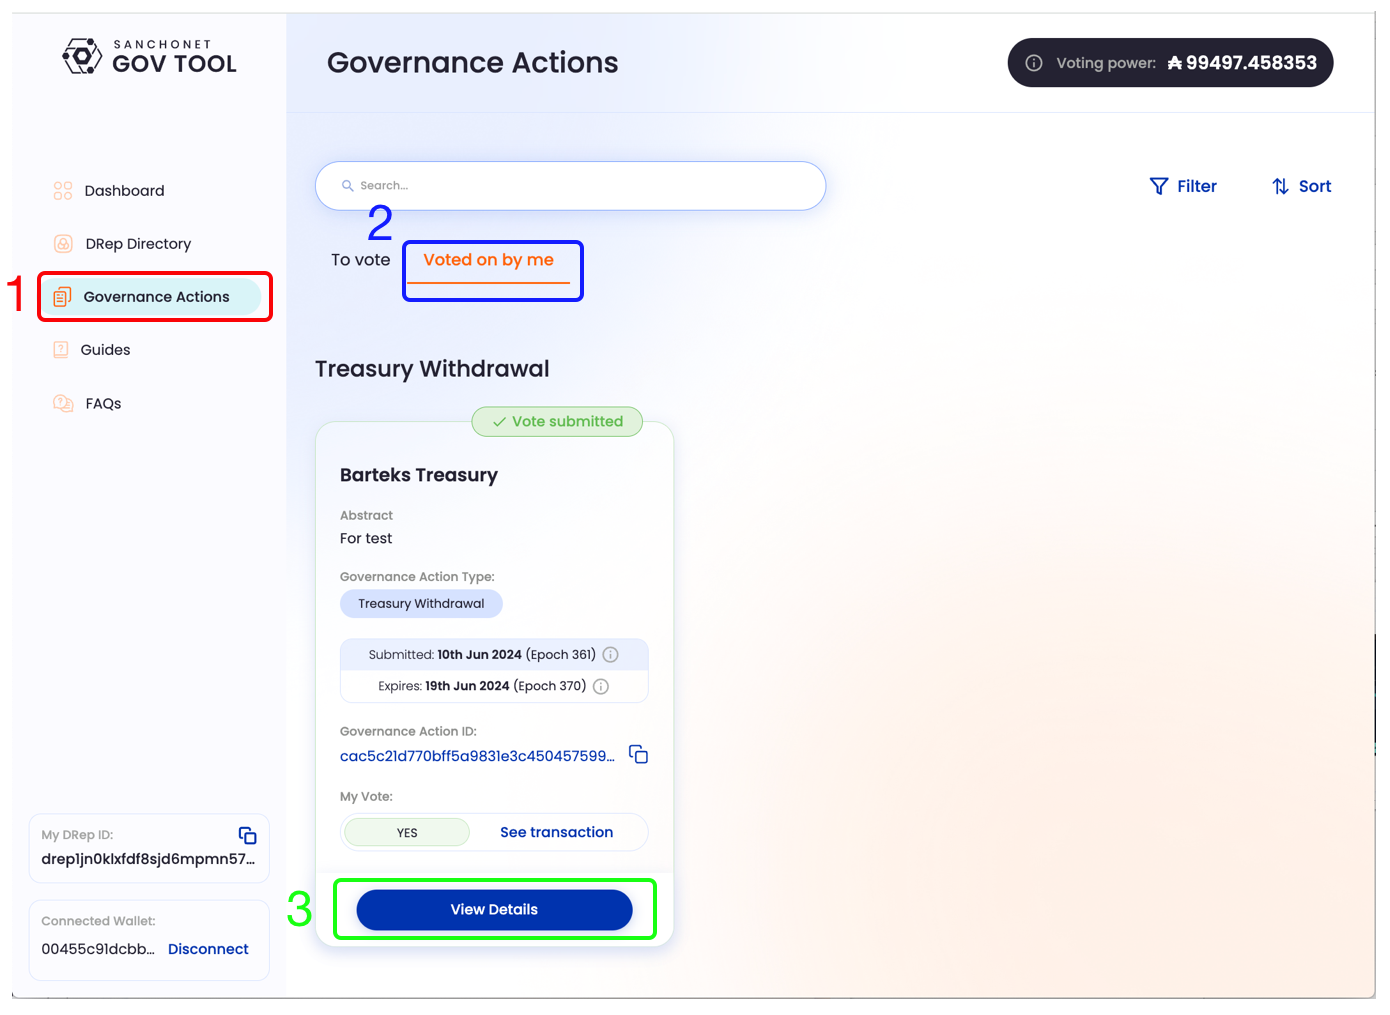 SANCHONET
GOV TOOL
Governance Actions
Voting power: ₳ 99497.458353
Dashboard
DRep Directory
1
Governance Actions
Guides
FAQs
My DRep ID:
drep1jn0klxfdf8sjd6mpmn57...
Connected Wallet:
00455c91dcbb... Disconnect
Search...
Filter
Sort
2
To vote
Voted on by me
Treasury Withdrawal
Vote submitted
Barteks Treasury
Abstract
For test
Governance Action Type:
Treasury Withdrawal
Submitted: 10th Jun 2024 (Epoch 361)
Expires: 19th Jun 2024 (Epoch 370)
Governance Action ID:
cac5c21d770bff5a9831e3c450457599...
My Vote:
YES See transaction
3
View Details